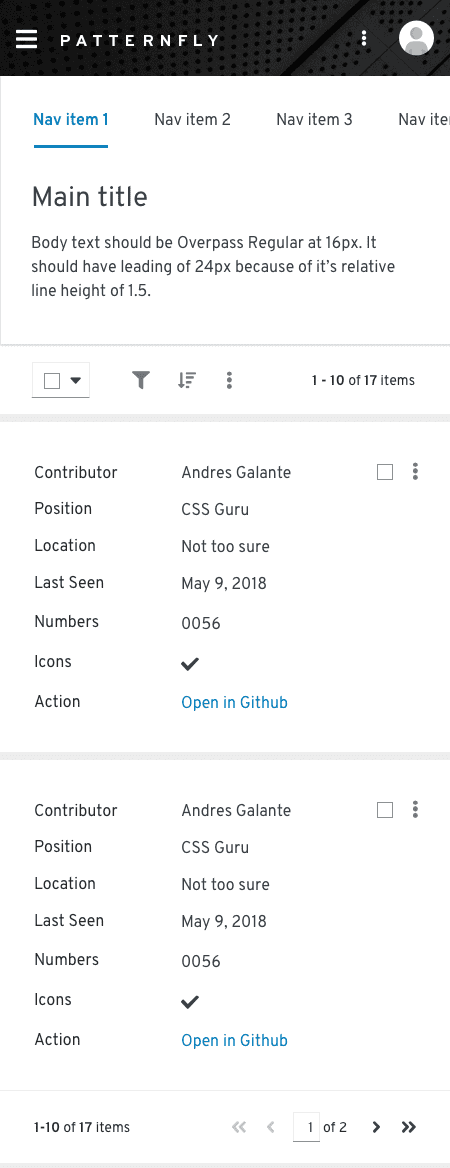 PATTERNFLY
Nav item 1 Nav item 2 Nav item 3 Nav ite
Main title
Body text should be Overpass Regular at 16px. It
should have leading of 24px because of it’s relative
line height of 1.5.
1 - 10 of 17 items
Contributor Andres Galante
Position CSS Guru
Location Not too sure
Last Seen May 9, 2018
Numbers 0056
Icons
Action Open in Github
Contributor Andres Galante
Position CSS Guru
Location Not too sure
Last Seen May 9, 2018
Numbers 0056
Icons
Action Open in Github
1-10 of 17 items 1 of 2